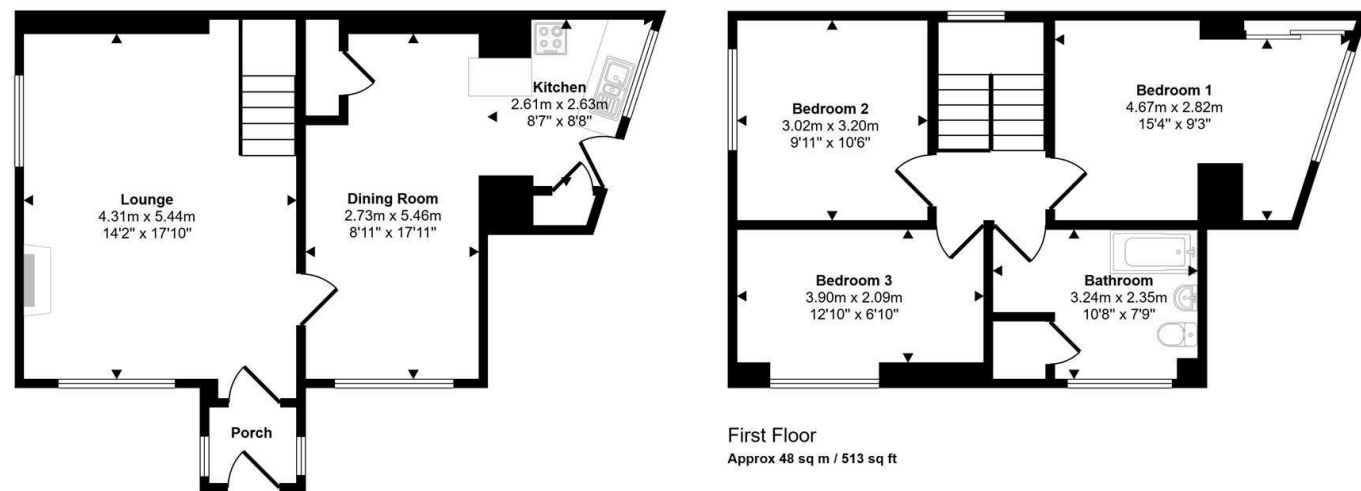 Lounge
4.31m x 5.44m
14'2" x 17'10"
Dining Room
2.73m x 5.46m
8'11" x 17'11"
Kitchen
2.61m x 2.63m
8'7" x 8'8"
Porch
Bedroom 2
3.02m x 3.20m
9'11" x 10'6"
Bedroom 1
4.67m x 2.82m
15'4" x 9'3"
Bedroom 3
3.90m x 2.09m
12'10" x 6'10"
Bathroom
3.24m x 2.35m
10'8" x 7'9"
First Floor
Approx 48 sq m / 513 sq ft